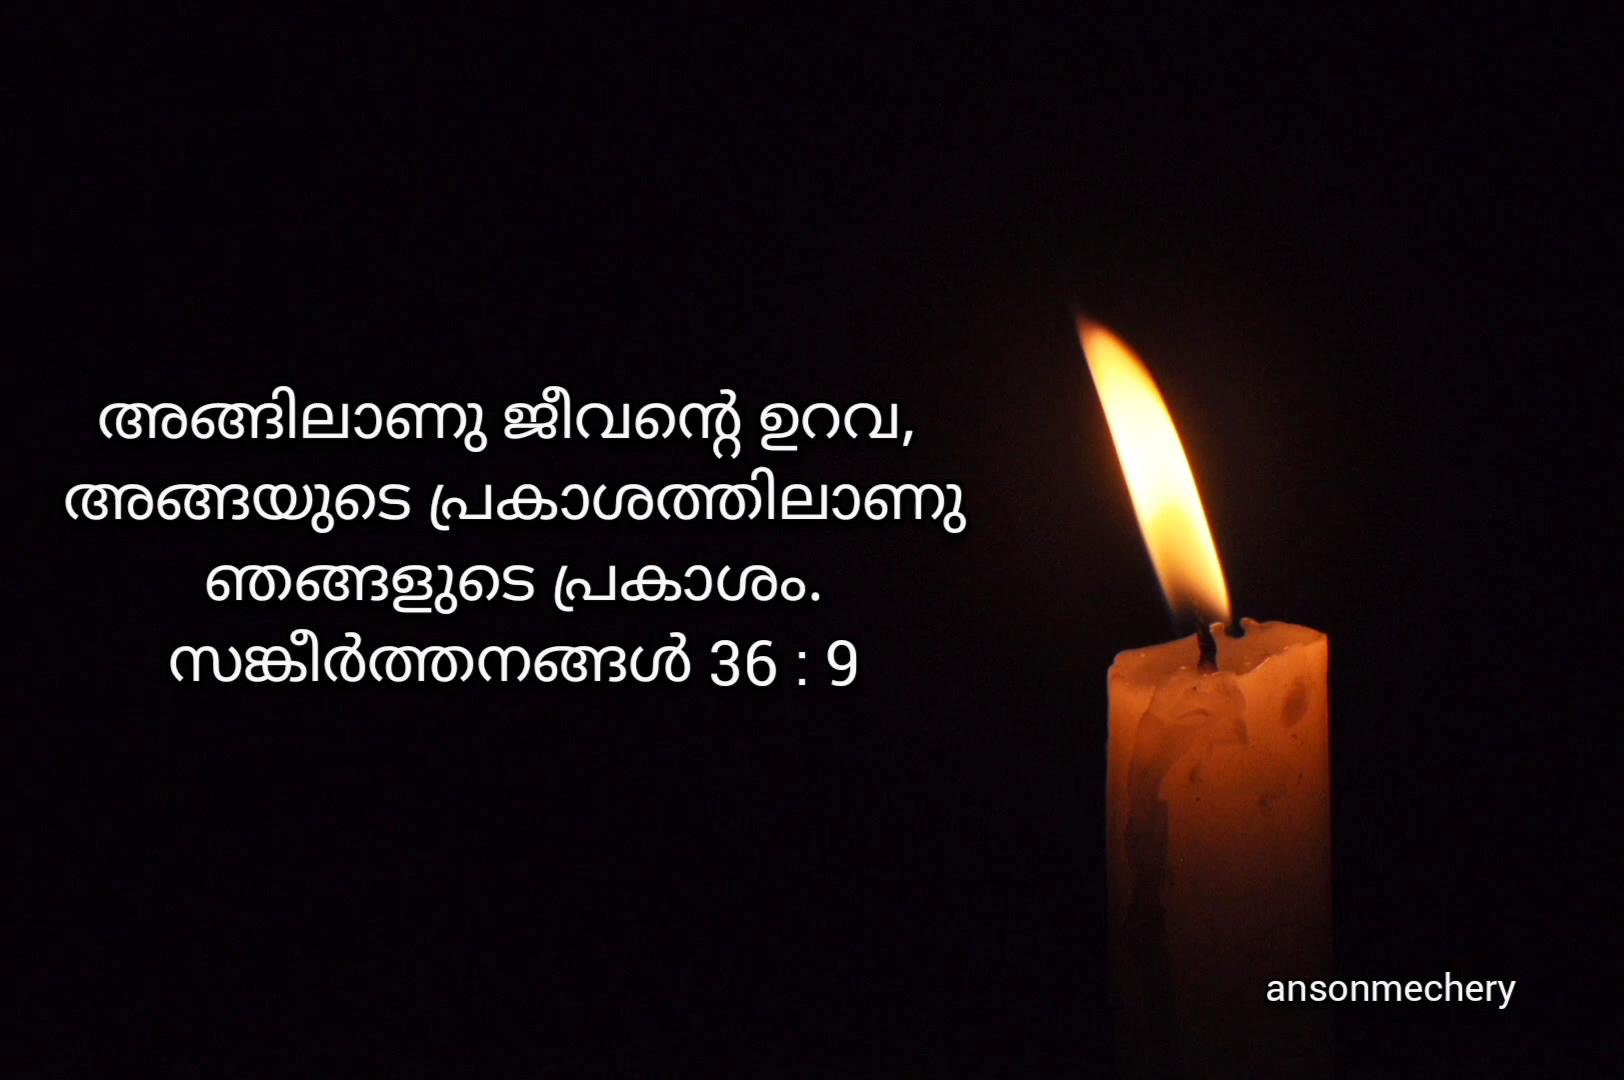 അങ്ങിലാണു ജീവന്റെ ഉറവ,
അങ്ങയുടെ പ്രകാശത്തിലാണു
ഞങ്ങളുടെ പ്രകാശം.
സങ്കീർത്തനങ്ങൾ 36 : 9
ansonmechery